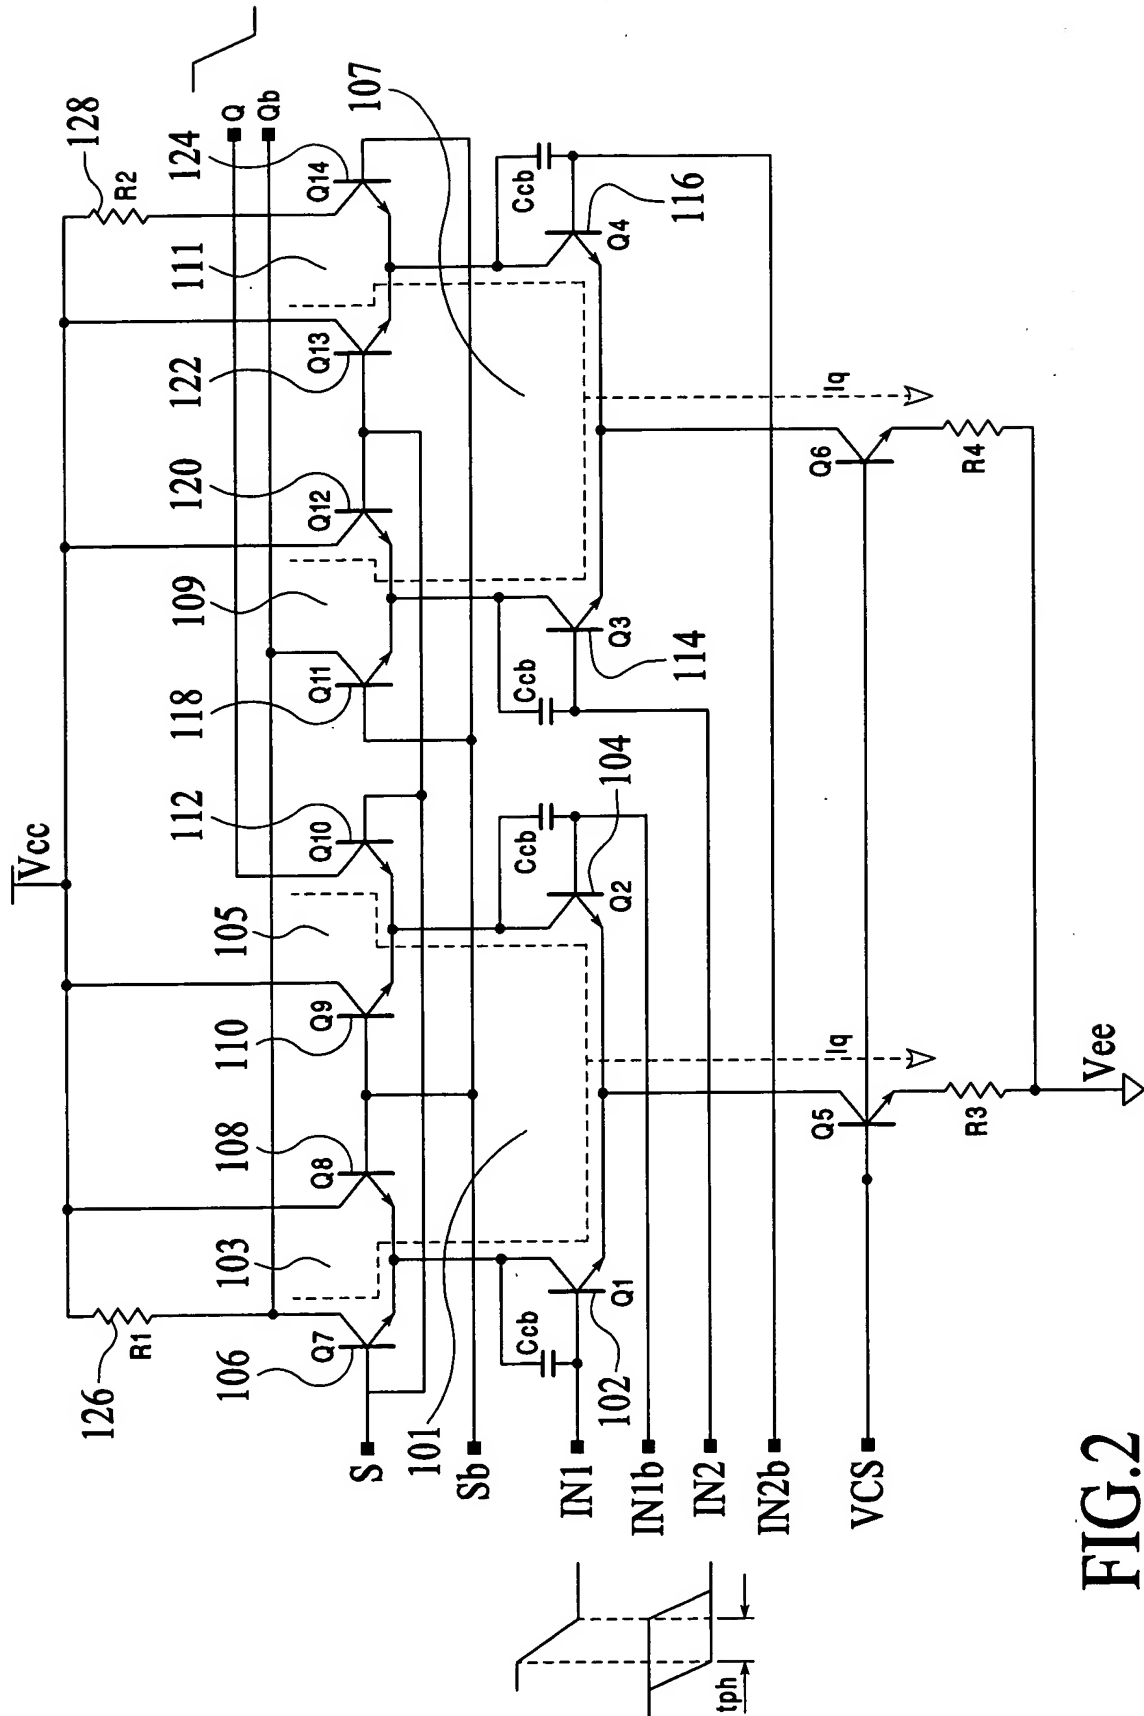 Vcc
128
R2
126
R1
Q
Qb
106
Q7
103
108
Q8
110
Q9
105
112
Q10
118
Q11
109
120
Q12
122
Q13
111
124
Q14
107
S
101
Sb
Ccb
Ccb
Ccb
Ccb
IN1
102
Q1
Q2
104
Q3
114
Q4
116
IN1b
IN2
IN2b
Iq
Iq
VCS
Q5
Q6
R3
R4
Vee
tph
FIG.2